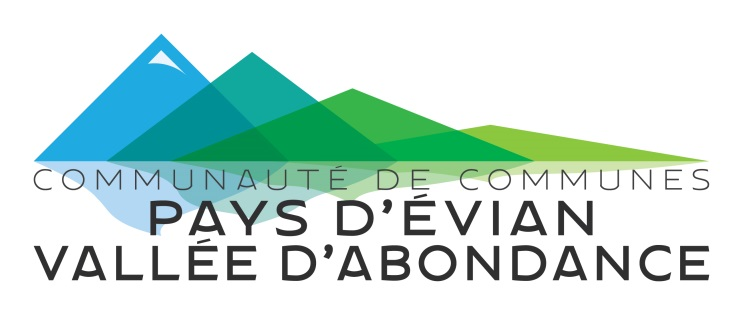 COMMUNAUTÉ DE COMMUNES
PAYS D'ÉVIAN
VALLÉE D'ABONDANCE